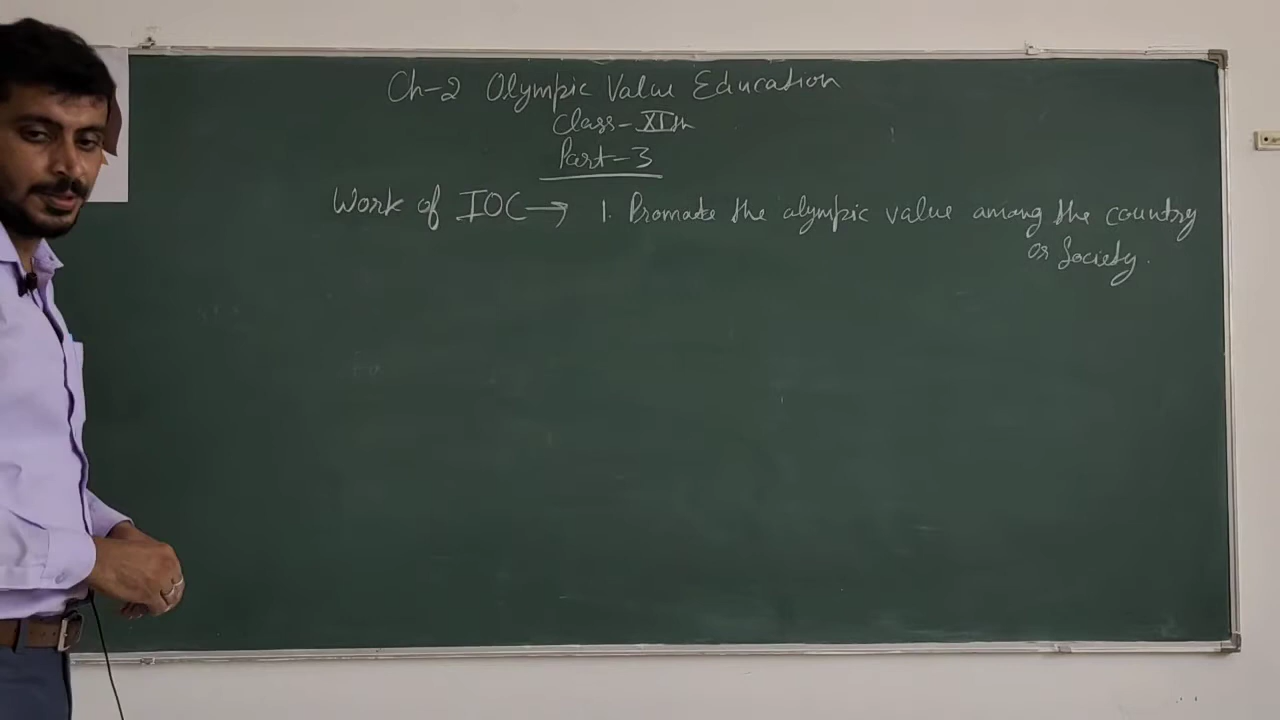 Ch-2 Olympic Value Education
Class-XIth
Part-3
Work of IOC → 1. Promote the olympic value among the country
or Society.